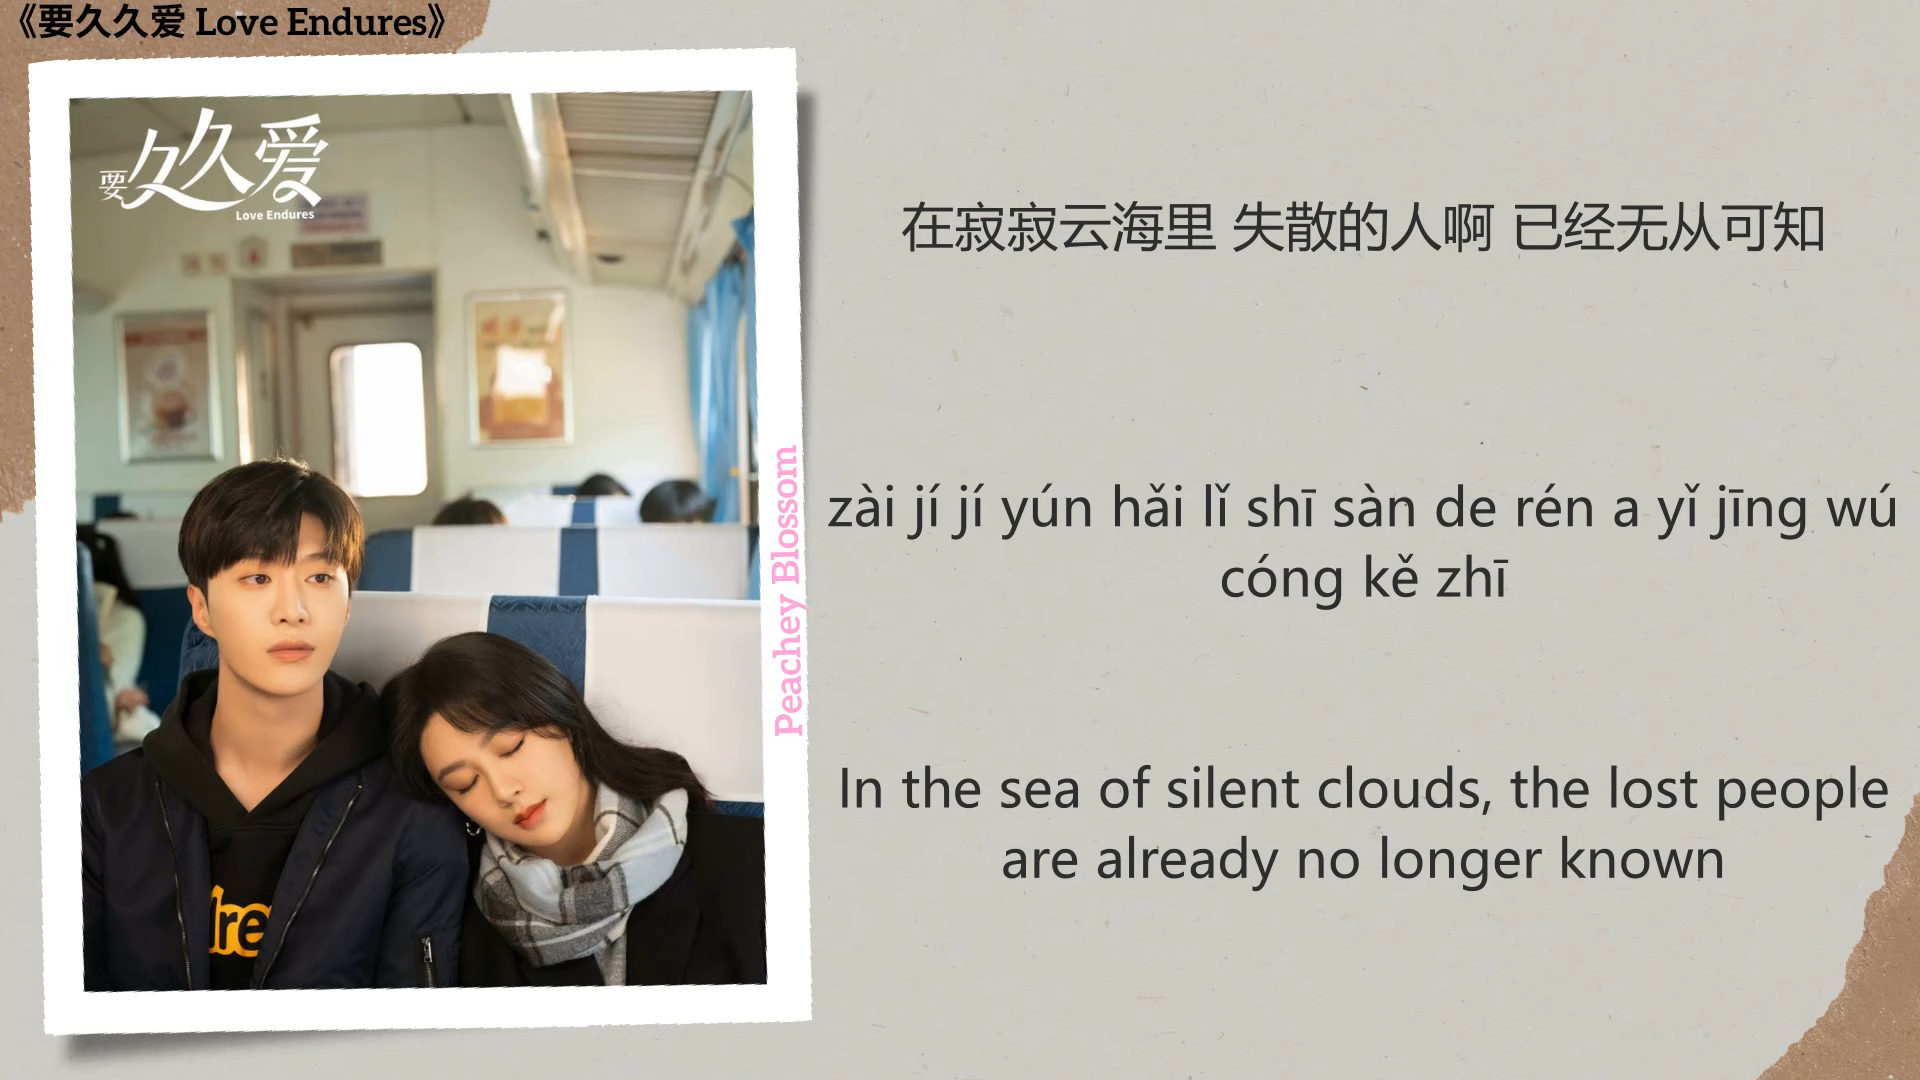 《要久久爱 Love Endures》
要久久爱
Love Endures
dre
Peachey Blossom
在寂寂云海里 失散的人啊 已经无从可知
zài jí jí yún hǎi lǐ shī sàn de rén a yǐ jīng wú
cóng kě zhī
In the sea of silent clouds, the lost people
are already no longer known